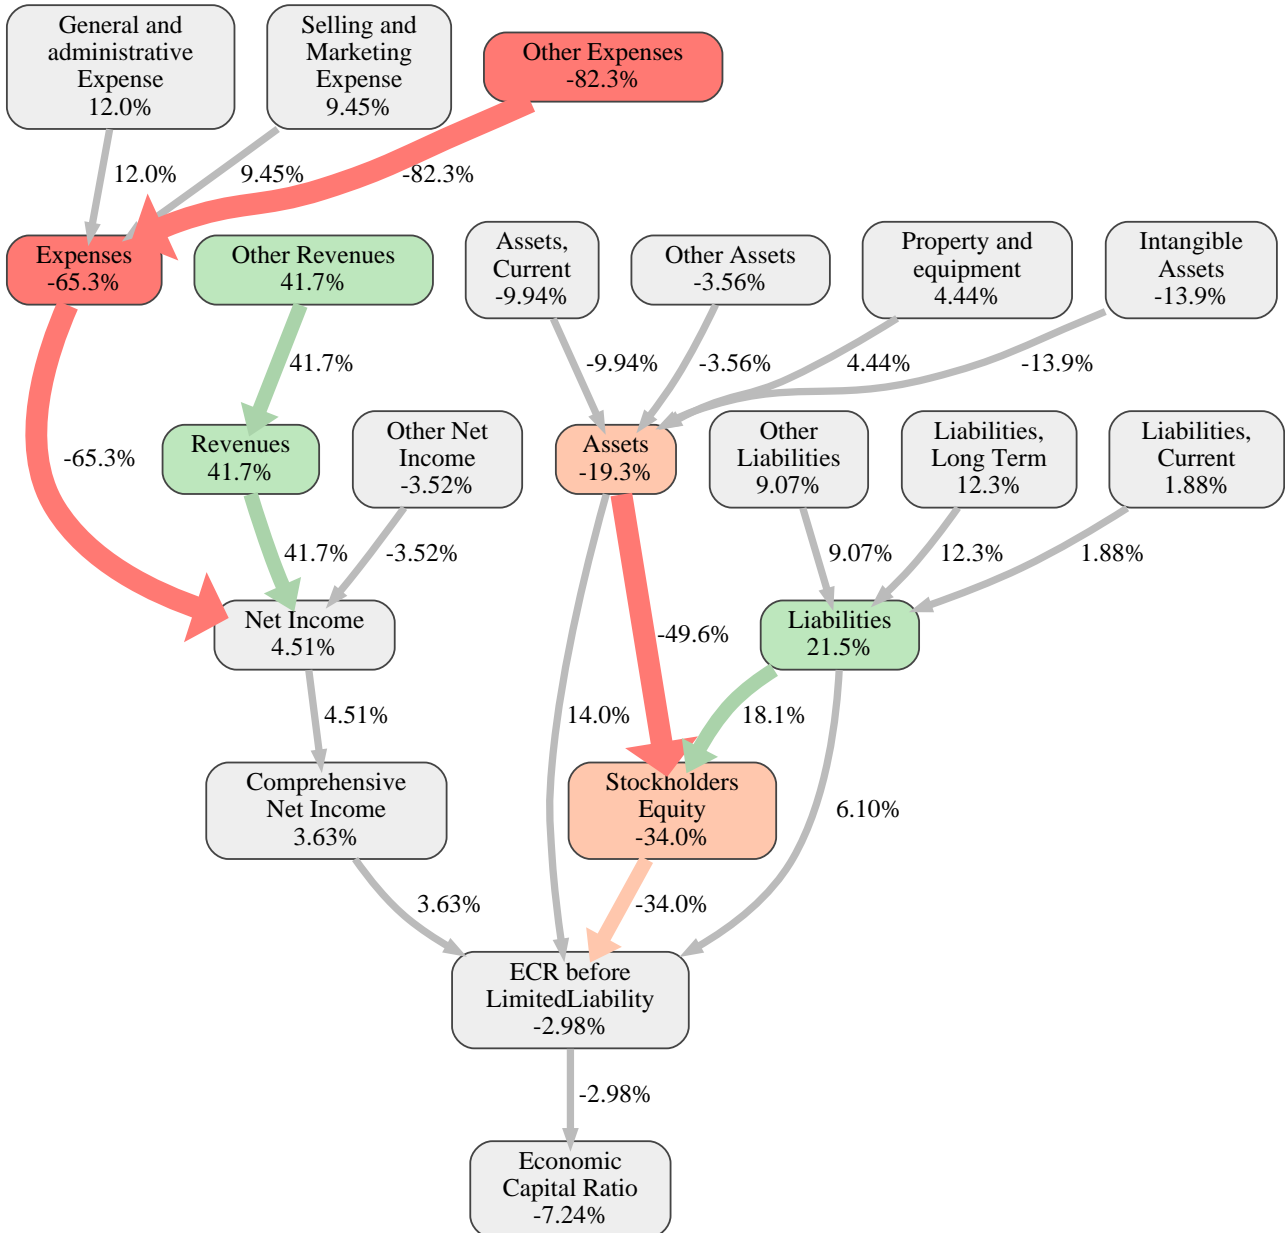 General and
administrative
Expense
12.0%
Selling and
Marketing
Expense
9.45%
Other Expenses
-82.3%
12.0%
9.45%
-82.3%
Expenses
-65.3%
Other Revenues
41.7%
Assets,
Current
-9.94%
Other Assets
-3.56%
Property and
equipment
4.44%
Intangible
Assets
-13.9%
41.7%
-9.94%
-3.56%
4.44%
-13.9%
-65.3%
Revenues
41.7%
Other Net
Income
-3.52%
Assets
-19.3%
Other
Liabilities
9.07%
Liabilities,
Long Term
12.3%
Liabilities,
Current
1.88%
41.7%
-3.52%
9.07%
12.3%
1.88%
Net Income
4.51%
-49.6%
Liabilities
21.5%
4.51%
14.0%
18.1%
Comprehensive
Net Income
3.63%
Stockholders
Equity
-34.0%
6.10%
3.63%
-34.0%
ECR before
LimitedLiability
-2.98%
-2.98%
Economic
Capital Ratio
-7.24%